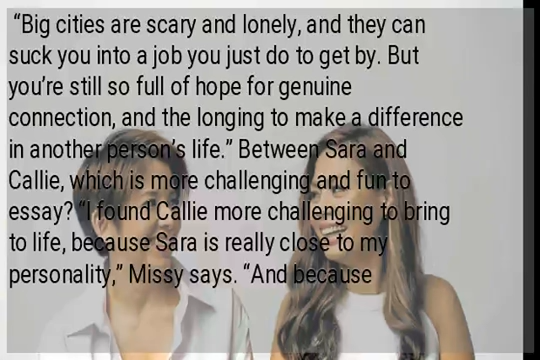 “Big cities are scary and lonely, and they can
suck you into a job you just do to get by. But
you’re still so full of hope for genuine
connection, and the longing to make a difference
in another person’s life.” Between Sara and
Callie, which is more challenging and fun to
essay? “I found Callie more challenging to bring
to life, because Sara is really close to my
personality,” Missy says. “And because